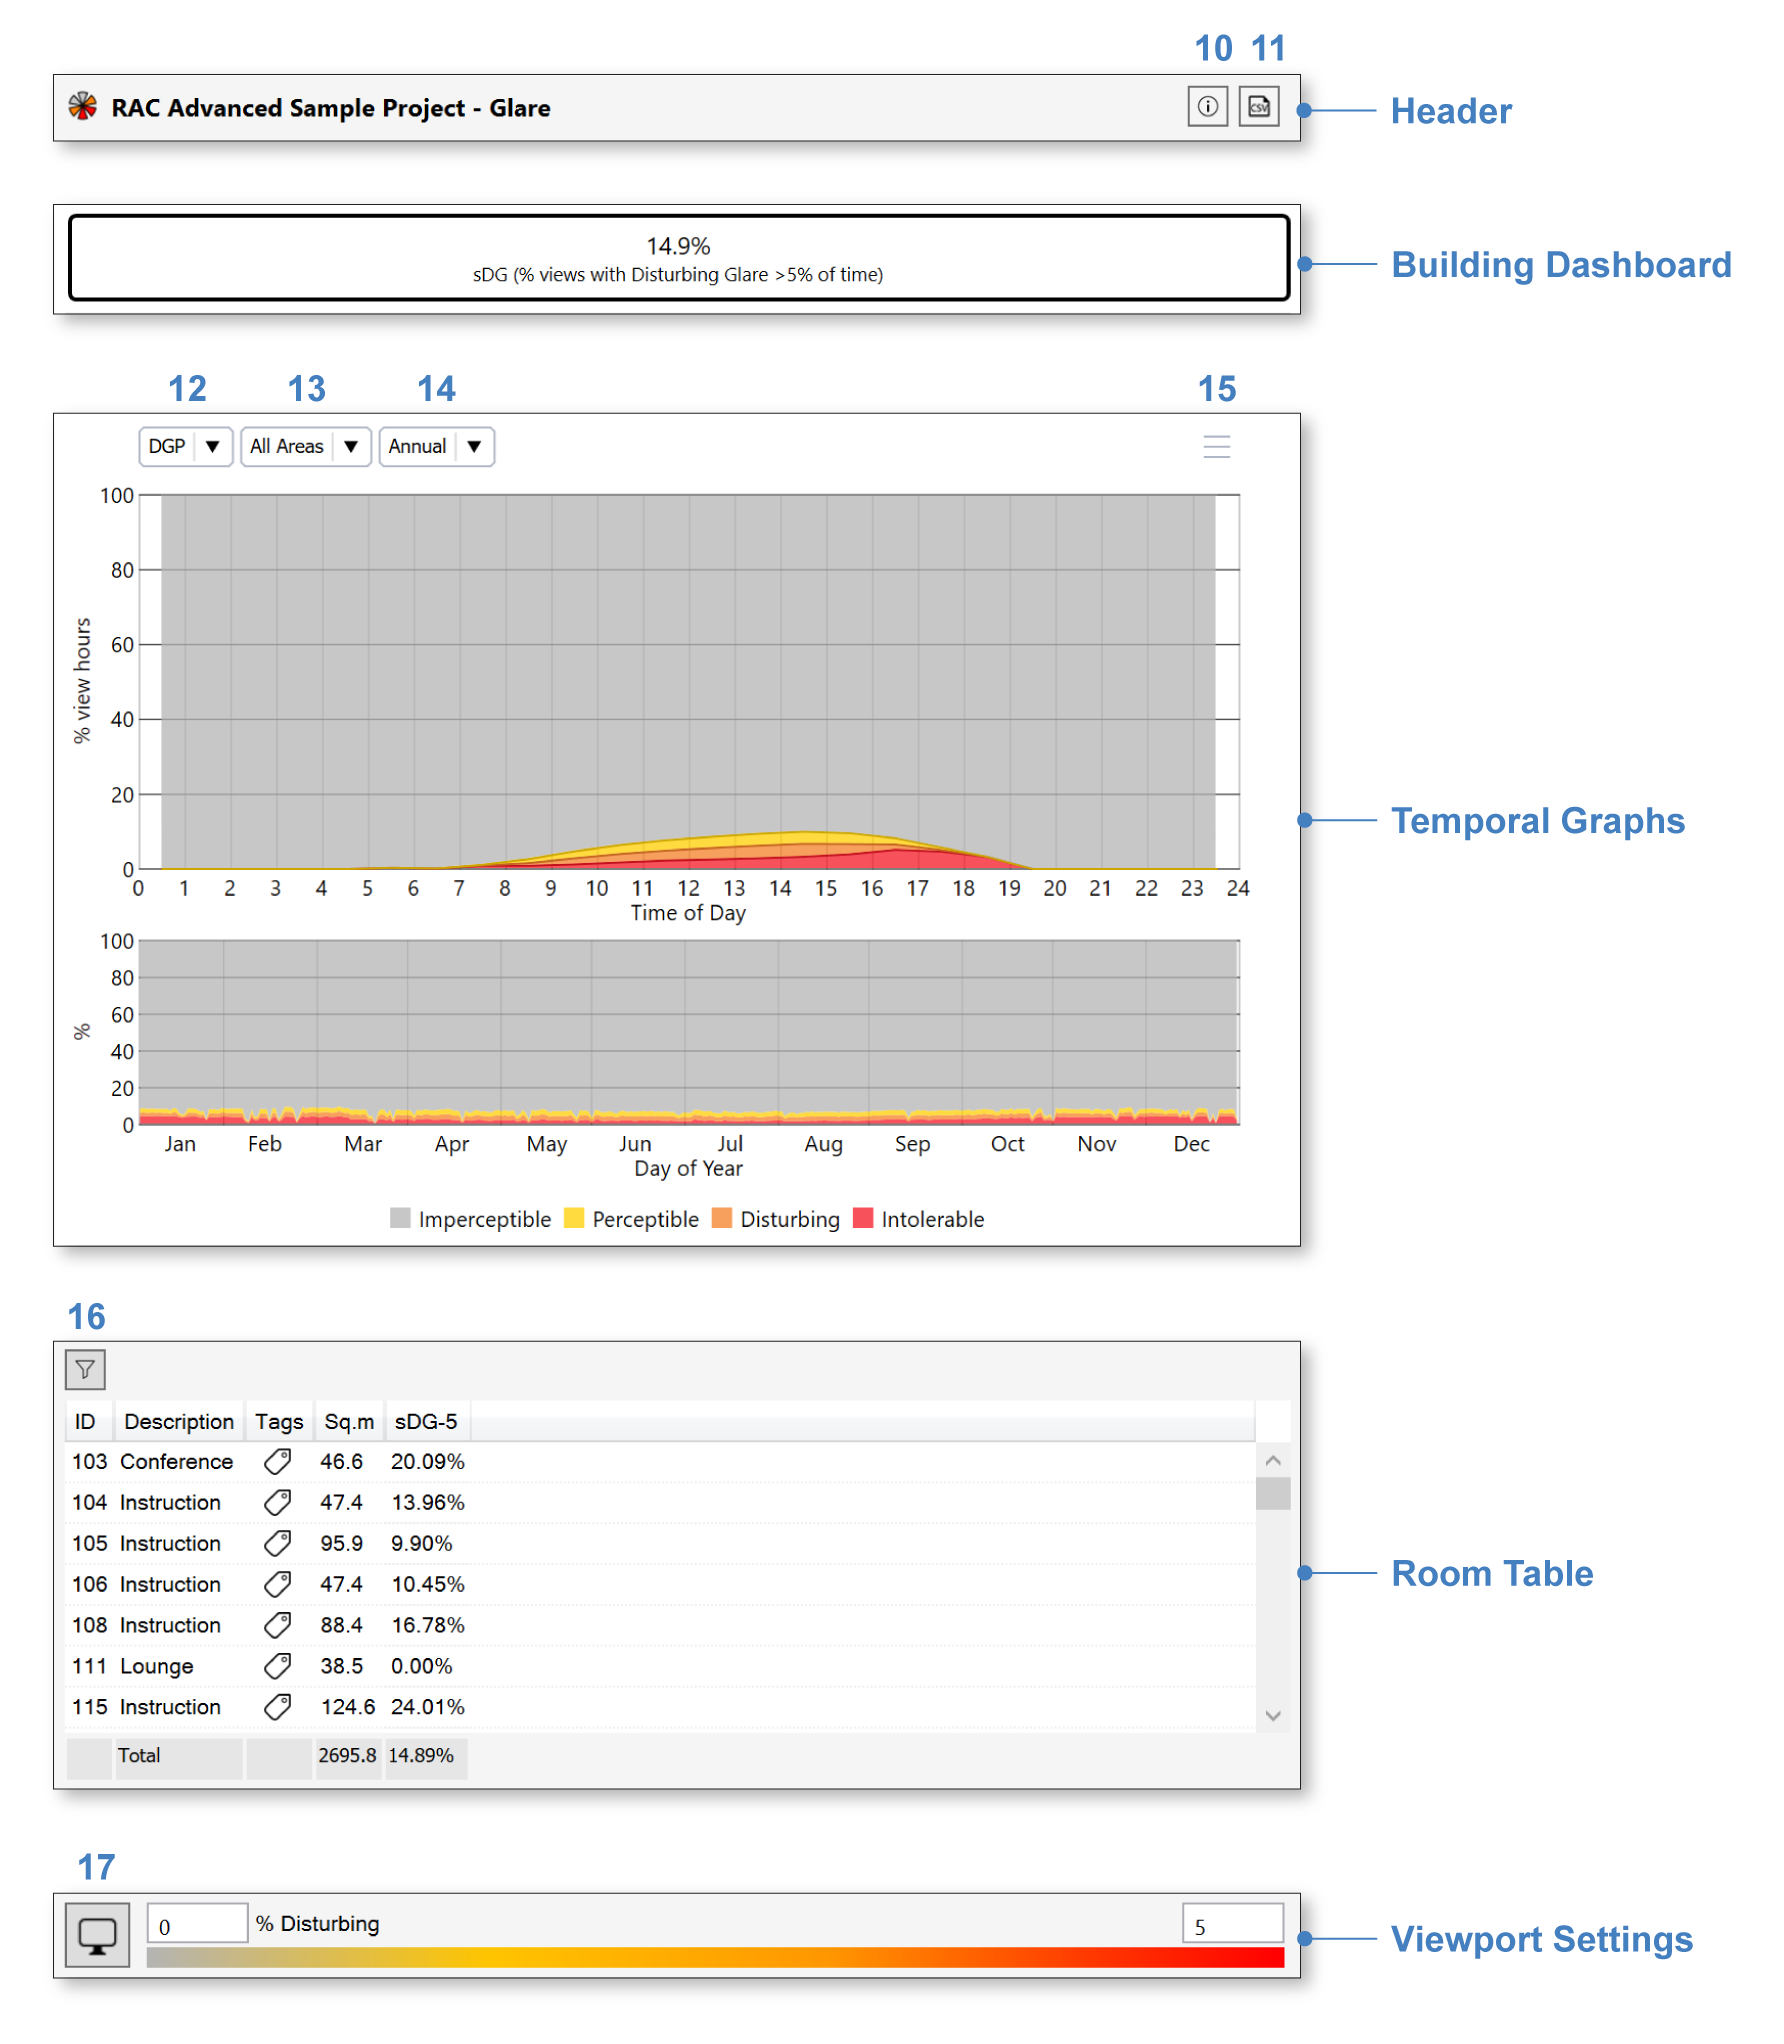 10 11
RAC Advanced Sample Project - Glare
CSV
Header
14.9%
sDG (% views with Disturbing Glare >5% of time)
Building Dashboard
12 13 14 15
DGP All Areas Annual
100
80
60
40
20
0
% view hours
0 1 2 3 4 5 6 7 8 9 10 11 12 13 14 15 16 17 18 19 20 21 22 23 24
Time of Day
Temporal Graphs
100
80
60
40
20
0
%
Jan Feb Mar Apr May Jun Jul Aug Sep Oct Nov Dec
Day of Year
Imperceptible Perceptible Disturbing Intolerable
16
ID Description Tags Sq.m sDG-5
103 Conference 46.6 20.09%
104 Instruction 47.4 13.96%
105 Instruction 95.9 9.90%
106 Instruction 47.4 10.45%
108 Instruction 88.4 16.78%
111 Lounge 38.5 0.00%
115 Instruction 124.6 24.01%
Total 2695.8 14.89%
Room Table
17
0 % Disturbing 5
Viewport Settings